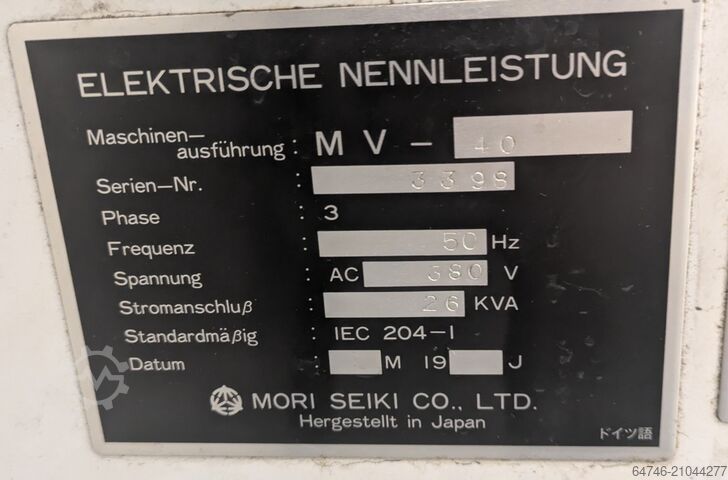 ELEKTRISCHE NENNLEISTUNG
Maschinen—
ausführung : MV－40
Serien—Nr. : 3398
Phase : 3
Frequenz : 50 Hz
Spannung : AC 380 V
Stromanschluß : 26 KVA
Standardmäßig : IEC 204－1
Datum : M 19 J
MORI SEIKI CO., LTD.
Hergestellt in Japan
ドイツ語
64746-21044277